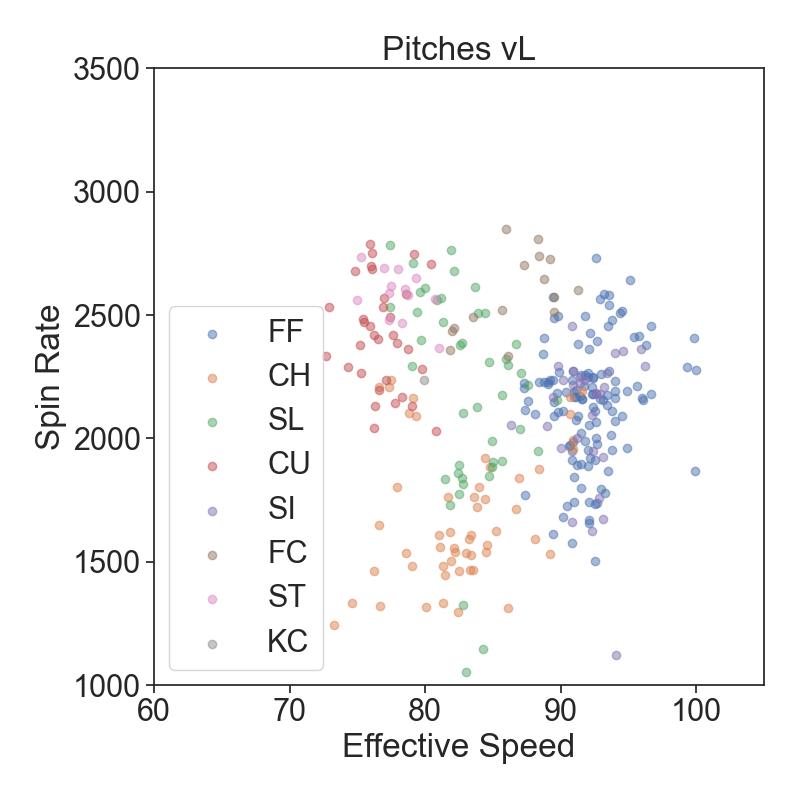 Pitches vL
3500
3000
2500
2000
1500
1000
Spin Rate
FF
CH
SL
CU
SI
FC
ST
KC
60 70 80 90 100
Effective Speed